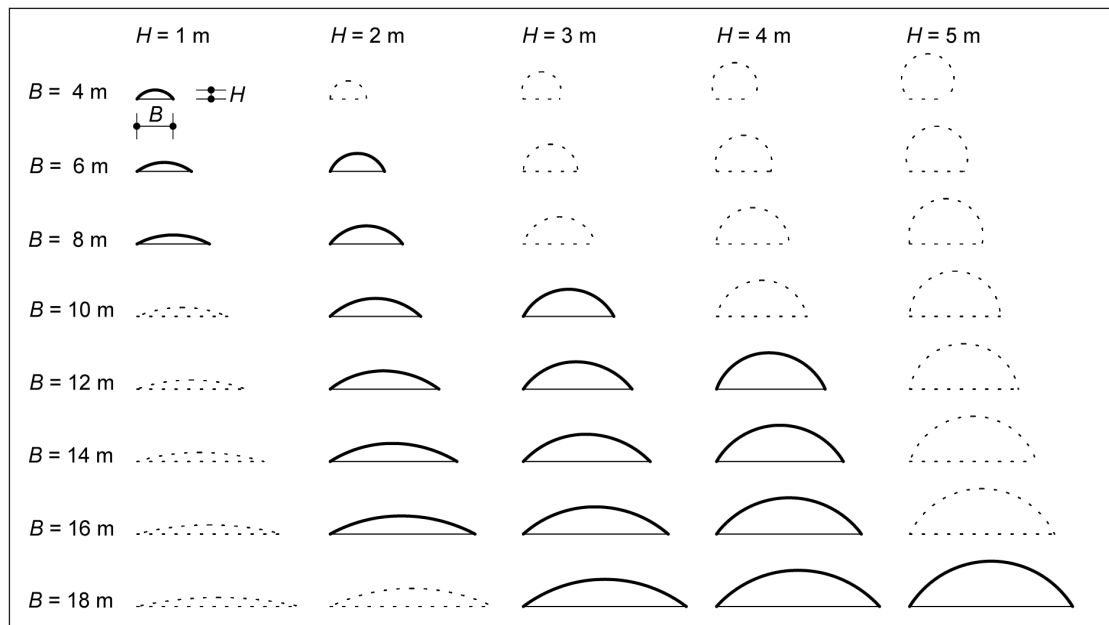 H = 1 m H = 2 m H = 3 m H = 4 m H = 5 m
B = 4 m H
B
B = 6 m
B = 8 m
B = 10 m
B = 12 m
B = 14 m
B = 16 m
B = 18 m